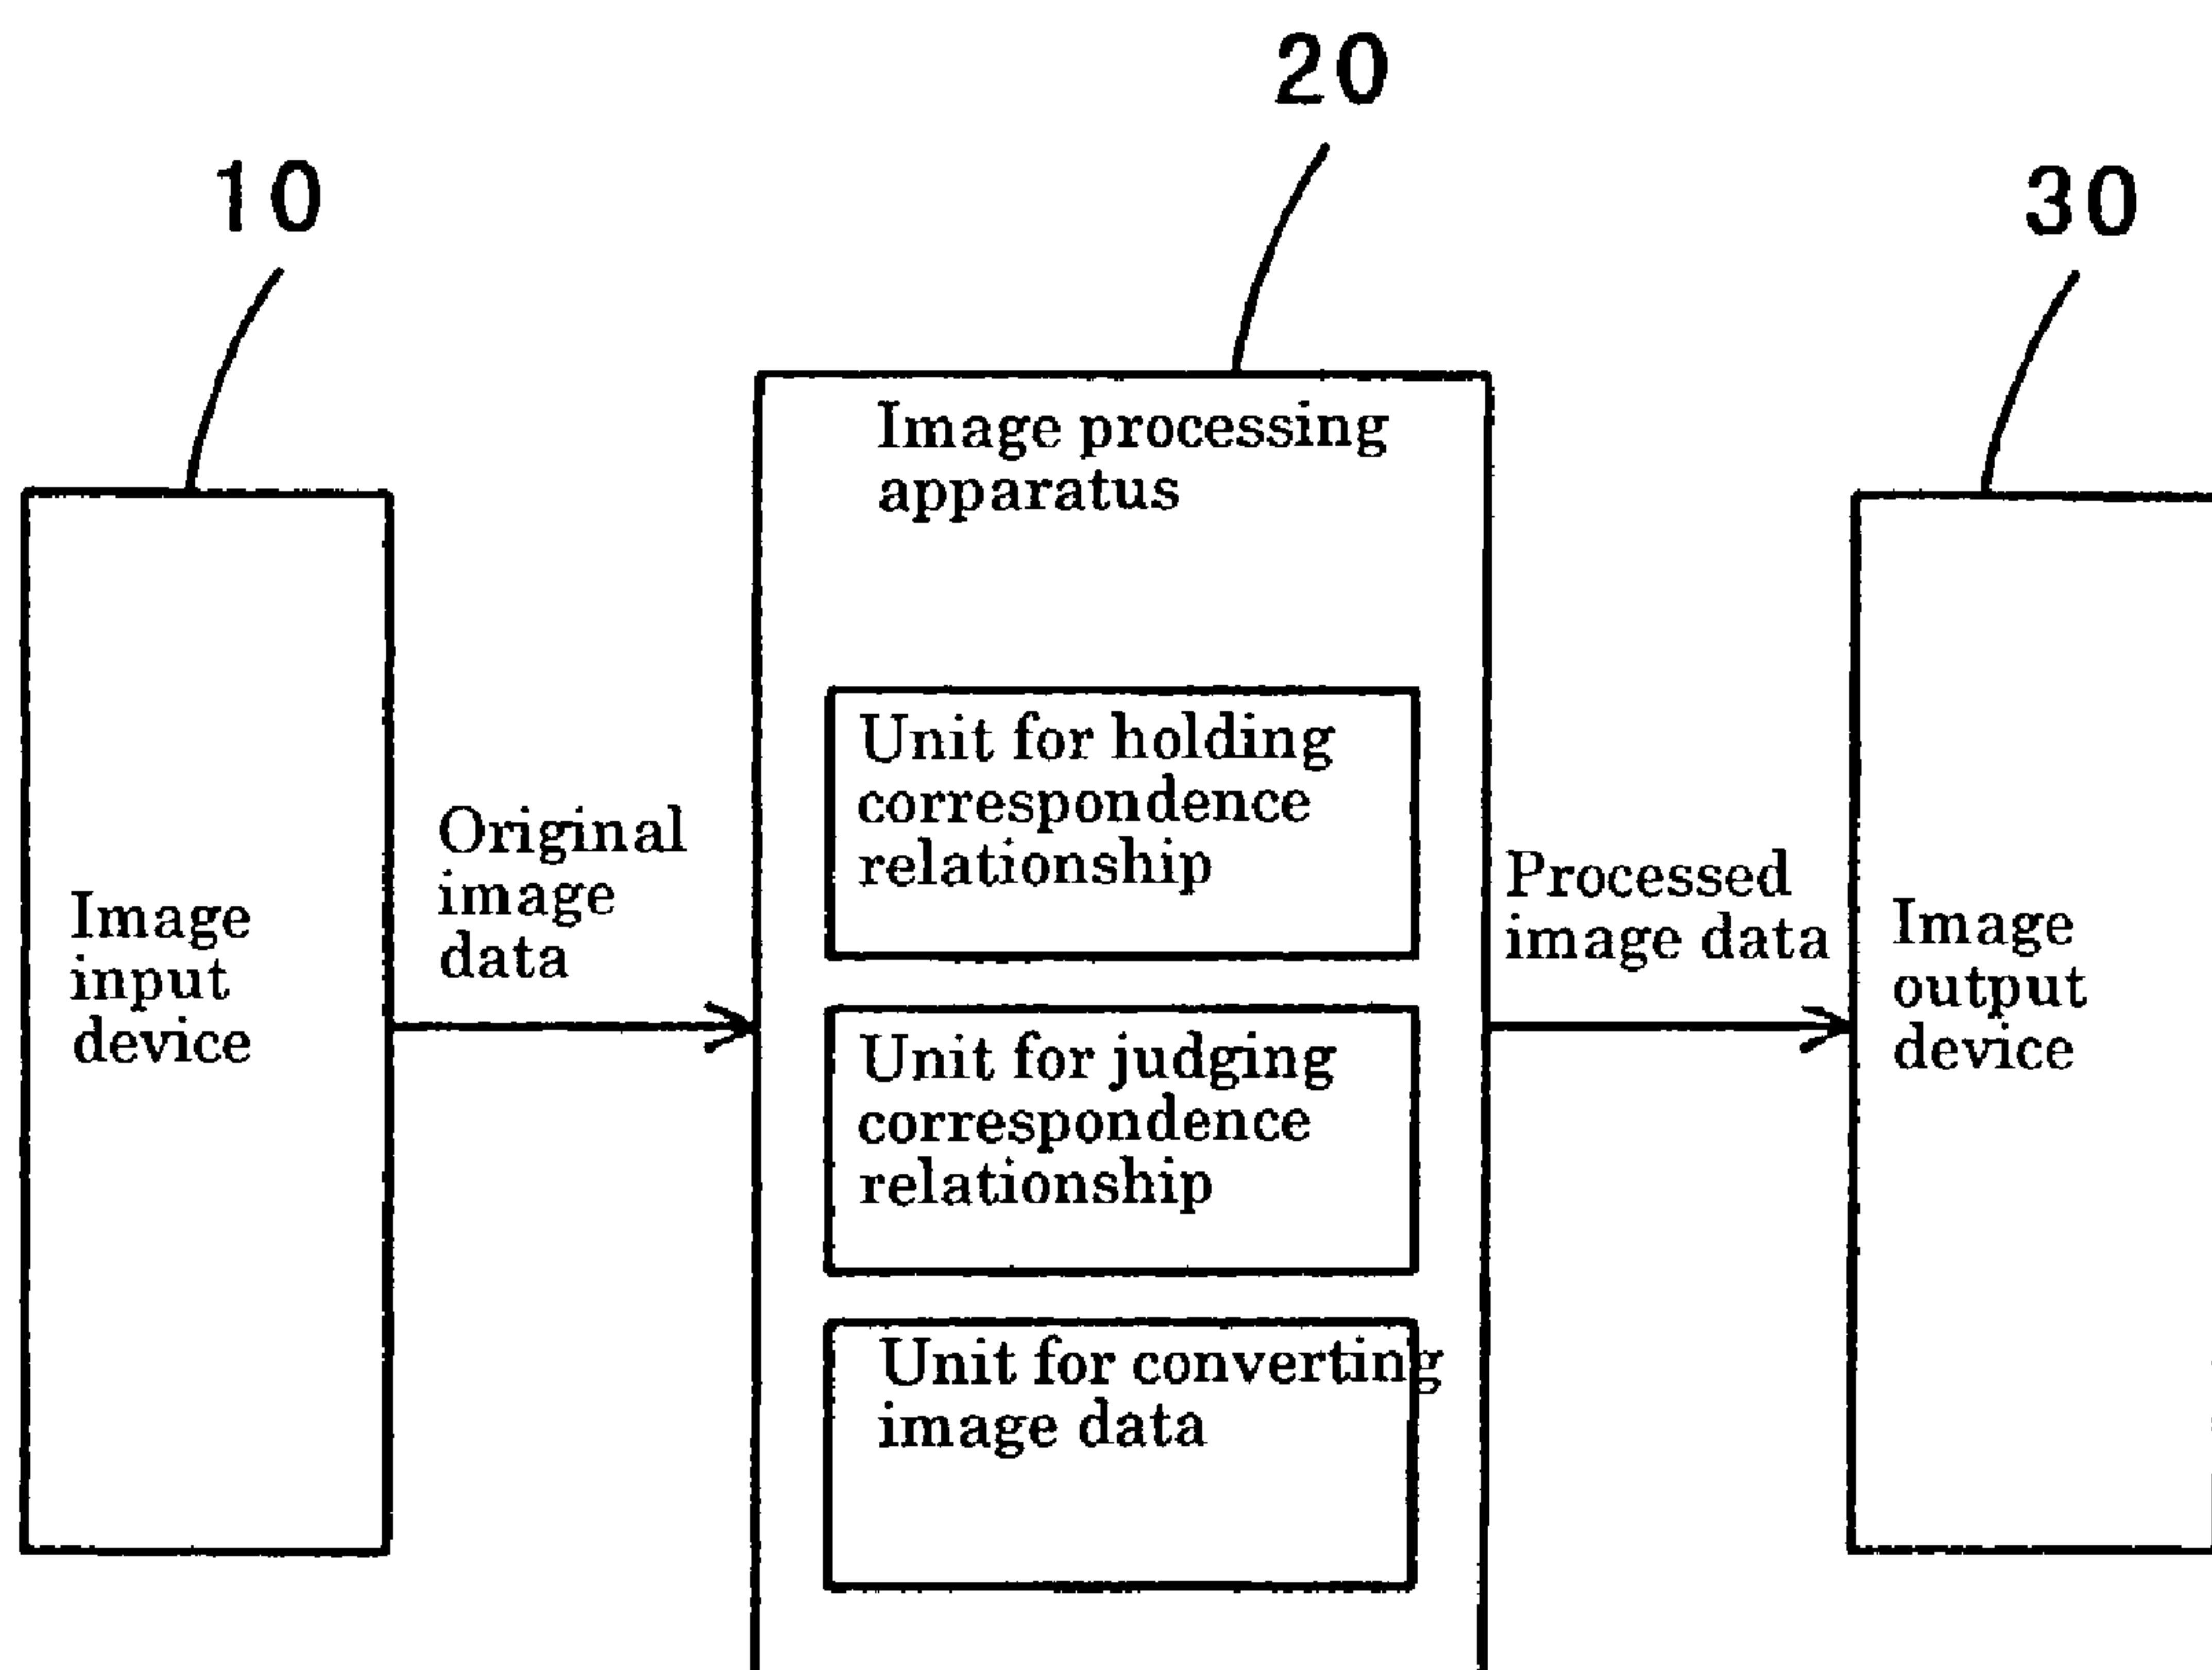 20
10
30
Image processing
apparatus
Unit for holding
correspondence
relationship
Original
image
data
Processed
image data
Image
input
device
Image
output
device
Unit for judging
correspondence
relationship
Unit for converting
image data